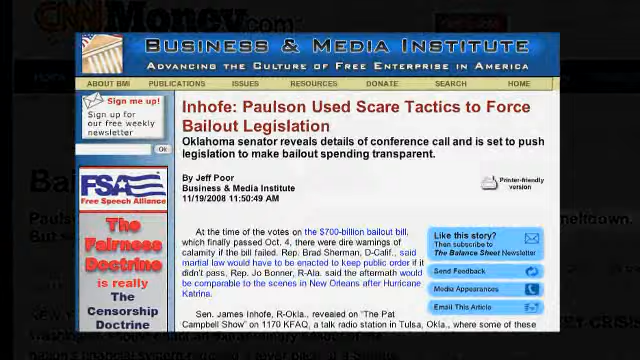 CNNMoney.com
BUSINESS & MEDIA INSTITUTE
ADVANCING THE CULTURE OF FREE ENTERPRISE IN AMERICA
ABOUT BMI PUBLICATIONS ISSUES RESOURCES DONATE SEARCH HOME
Sign me up!
Sign up for
our free weekly
newsletter
Ok
FSA
Free Speech Alliance
The
Fairness
Doctrine
is really
The
Censorship
Doctrine
Inhofe: Paulson Used Scare Tactics to Force
Bailout Legislation
Oklahoma senator reveals details of conference call and is set to push
legislation to make bailout spending transparent.
Printer-friendly
version
By Jeff Poor
Business & Media Institute
11/19/2008 11:50:49 AM
At the time of the votes on the $700-billion bailout bill,
which finally passed Oct. 4, there were dire warnings of
calamity if the bill failed. Rep. Brad Sherman, D-Calif., said
martial law would have to be enacted to keep public order if it
didn't pass, Rep. Jo Bonner, R-Ala. said the aftermath would
be comparable to the scenes in New Orleans after Hurricane
Katrina.
Like this story?
Then subscribe to
The Balance Sheet Newsletter
Send Feedback
Media Appearances
Email This Article
Sen. James Inhofe, R-Okla., revealed on "The Pat
Campbell Show" on 1170 KFAQ, a talk radio station in Tulsa, Okla., where some of these